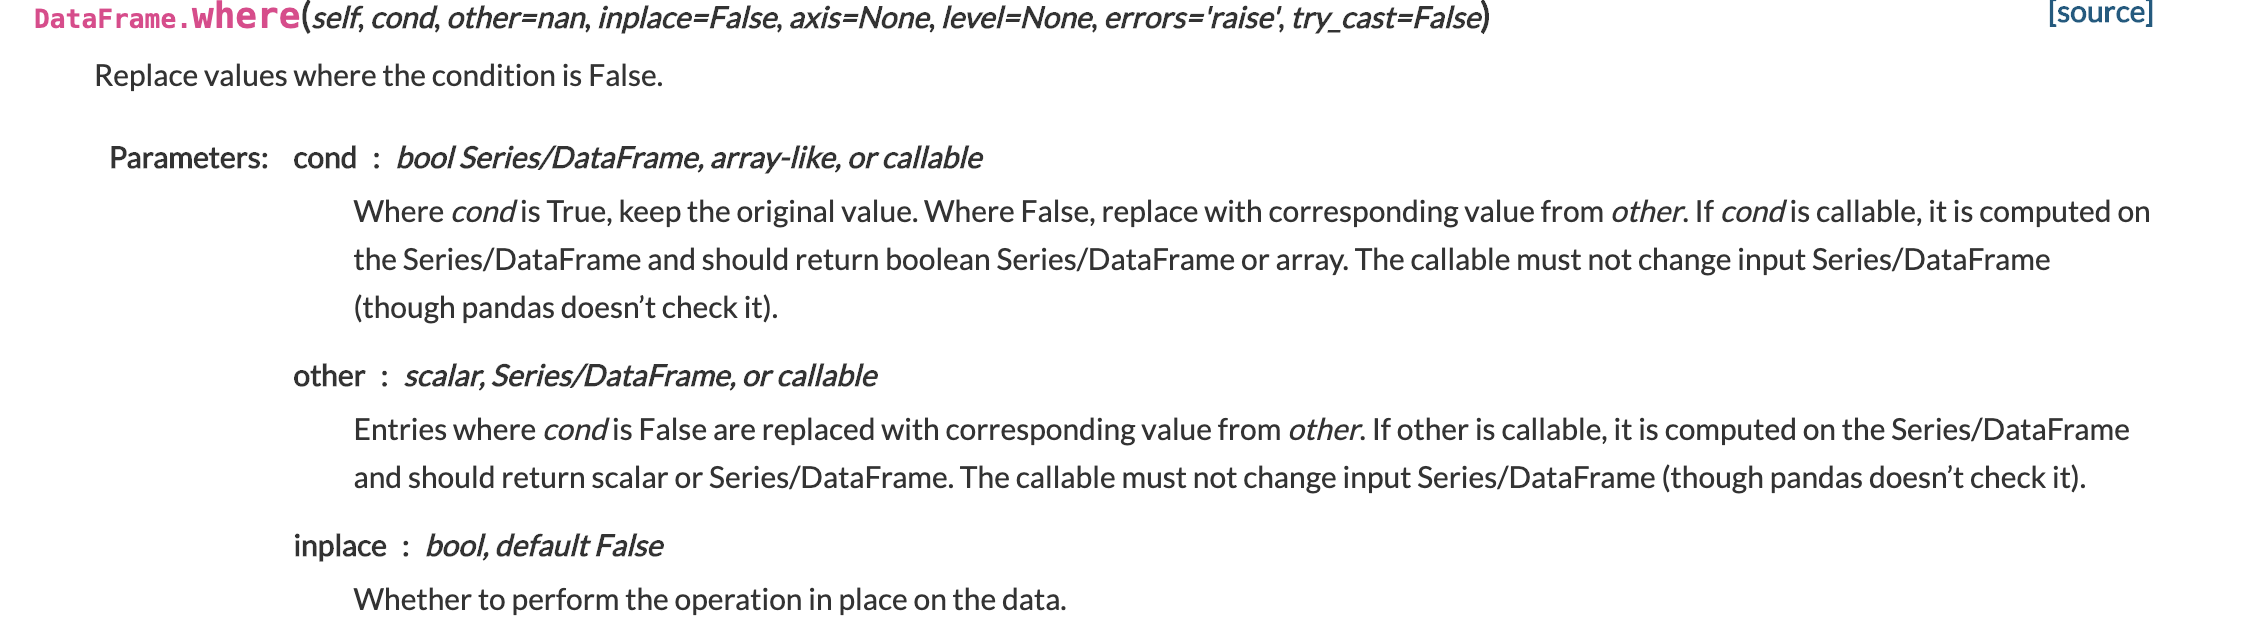 DataFrame.where(self, cond, other=nan, inplace=False, axis=None, level=None, errors='raise', try_cast=False) [source]
Replace values where the condition is False.
Parameters: cond : bool Series/DataFrame, array-like, or callable
Where cond is True, keep the original value. Where False, replace with corresponding value from other. If cond is callable, it is computed on
the Series/DataFrame and should return boolean Series/DataFrame or array. The callable must not change input Series/DataFrame
(though pandas doesn’t check it).
other : scalar, Series/DataFrame, or callable
Entries where cond is False are replaced with corresponding value from other. If other is callable, it is computed on the Series/DataFrame
and should return scalar or Series/DataFrame. The callable must not change input Series/DataFrame (though pandas doesn’t check it).
inplace : bool, default False
Whether to perform the operation in place on the data.